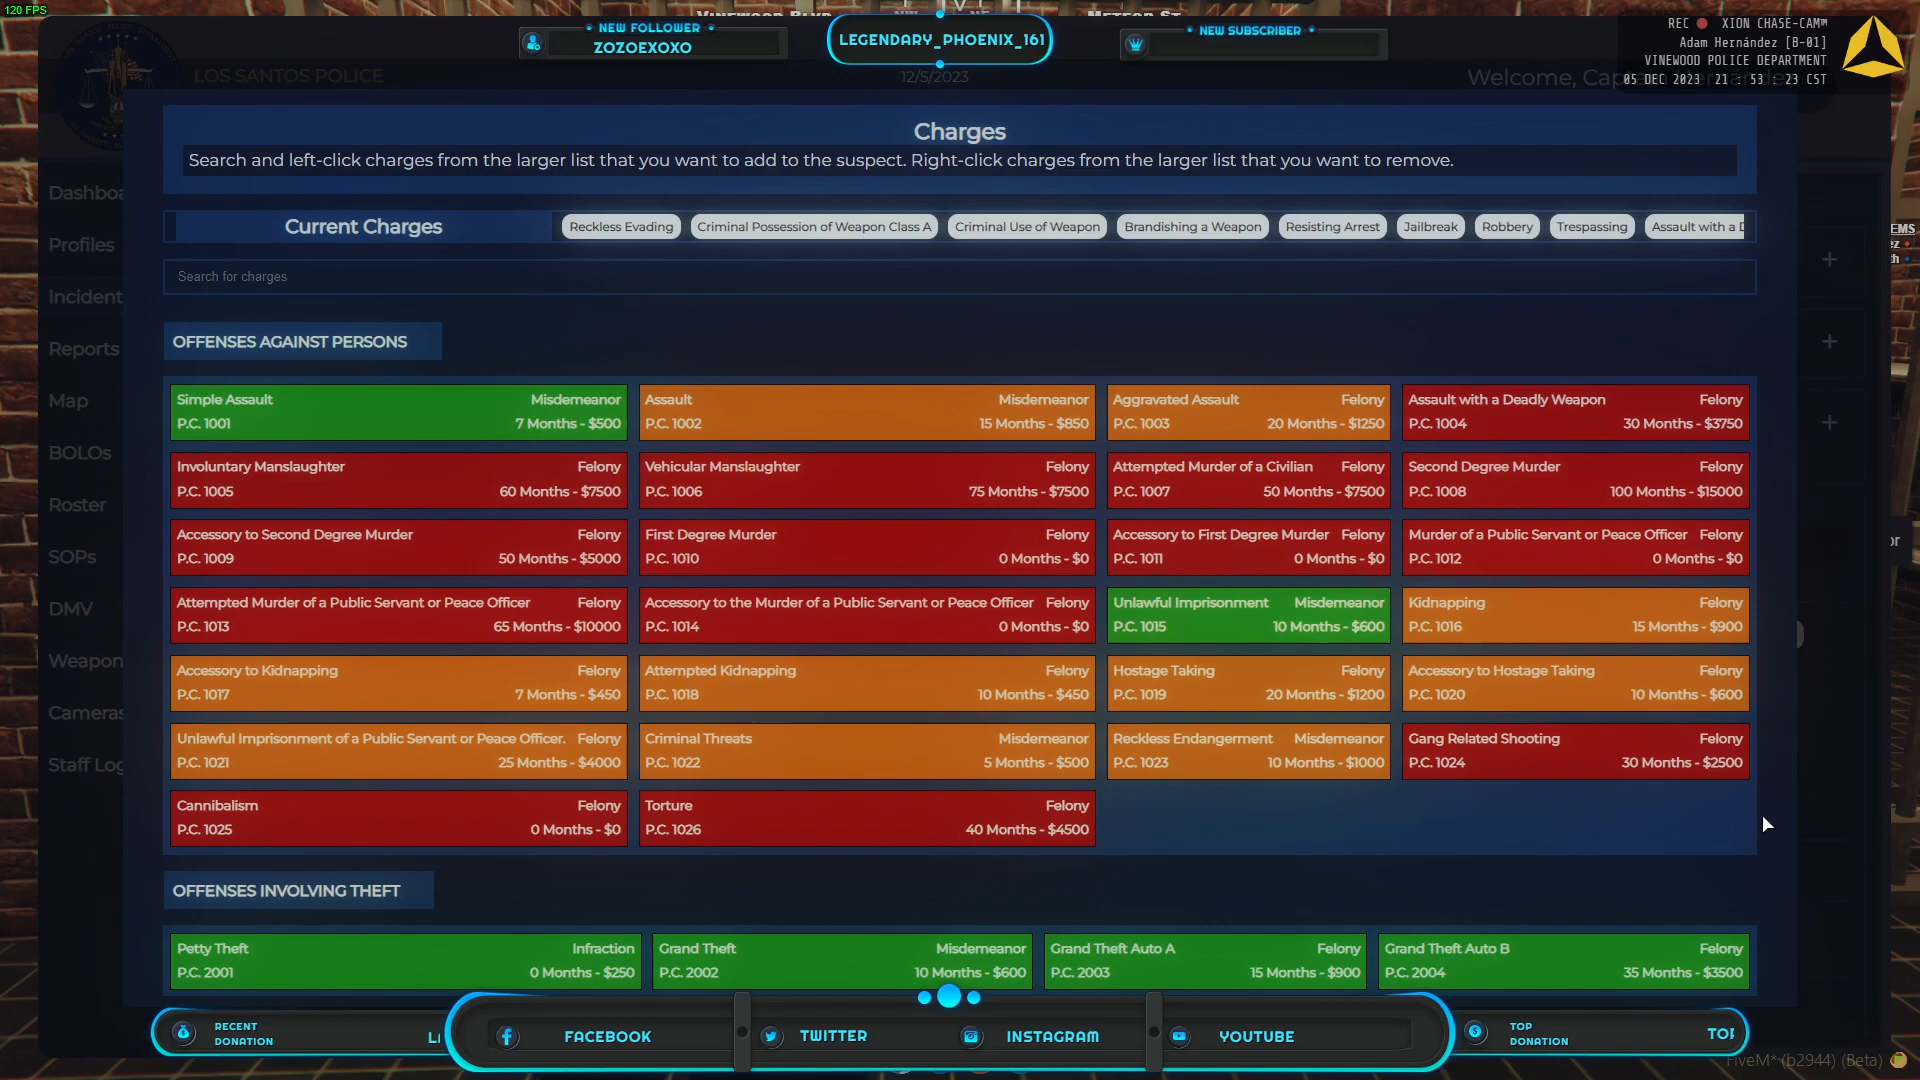 120 FPS
NEW FOLLOWER
ZOZOEXOXO
LEGENDARY_PHOENIX_161
NEW SUBSCRIBER
REC XION CHASE-CAM™
Adam Hernández [B-01]
VINEWOOD POLICE DEPARTMENT
05 DEC 2023 21 : 53 : 23 CST
LOS SANTOS POLICE
12/5/2023
Welcome,
Charges
Search and left-click charges from the larger list that you want to add to the suspect. Right-click charges from the larger list that you want to remove.
Current Charges
Reckless Evading
Criminal Possession of Weapon Class A
Criminal Use of Weapon
Brandishing a Weapon
Resisting Arrest
Jailbreak
Robbery
Trespassing
Assault with a D
Search for charges
Dashboa
Profiles
Incident
Reports
Map
BOLOs
Roster
SOPs
DMV
Weapon
Cameras
Staff Log
EMS
OFFENSES AGAINST PERSONS
Simple Assault Misdemeanor
P.C. 1001 7 Months - $500
Assault Misdemeanor
P.C. 1002 15 Months - $850
Aggravated Assault Felony
P.C. 1003 20 Months - $1250
Assault with a Deadly Weapon Felony
P.C. 1004 30 Months - $3750
Involuntary Manslaughter Felony
P.C. 1005 60 Months - $7500
Vehicular Manslaughter Felony
P.C. 1006 75 Months - $7500
Attempted Murder of a Civilian Felony
P.C. 1007 50 Months - $7500
Second Degree Murder Felony
P.C. 1008 100 Months - $15000
Accessory to Second Degree Murder Felony
P.C. 1009 50 Months - $5000
First Degree Murder Felony
P.C. 1010 0 Months - $0
Accessory to First Degree Murder Felony
P.C. 1011 0 Months - $0
Murder of a Public Servant or Peace Officer Felony
P.C. 1012 0 Months - $0
Attempted Murder of a Public Servant or Peace Officer Felony
P.C. 1013 65 Months - $10000
Accessory to the Murder of a Public Servant or Peace Officer Felony
P.C. 1014 0 Months - $0
Unlawful Imprisonment Misdemeanor
P.C. 1015 10 Months - $600
Kidnapping Felony
P.C. 1016 15 Months - $900
Accessory to Kidnapping Felony
P.C. 1017 7 Months - $450
Attempted Kidnapping Felony
P.C. 1018 10 Months - $450
Hostage Taking Felony
P.C. 1019 20 Months - $1200
Accessory to Hostage Taking Felony
P.C. 1020 10 Months - $600
Unlawful Imprisonment of a Public Servant or Peace Officer. Felony
P.C. 1021 25 Months - $4000
Criminal Threats Misdemeanor
P.C. 1022 5 Months - $500
Reckless Endangerment Misdemeanor
P.C. 1023 10 Months - $1000
Gang Related Shooting Felony
P.C. 1024 30 Months - $2500
Cannibalism Felony
P.C. 1025 0 Months - $0
Torture Felony
P.C. 1026 40 Months - $4500
OFFENSES INVOLVING THEFT
Petty Theft Infraction
P.C. 2001 0 Months - $250
Grand Theft Misdemeanor
P.C. 2002 10 Months - $600
Grand Theft Auto A Felony
P.C. 2003 15 Months - $900
Grand Theft Auto B Felony
P.C. 2004 35 Months - $3500
RECENT
DONATION
FACEBOOK
TWITTER
INSTAGRAM
YOUTUBE
TOP
DONATION
FiveM* (b2944) (Beta)